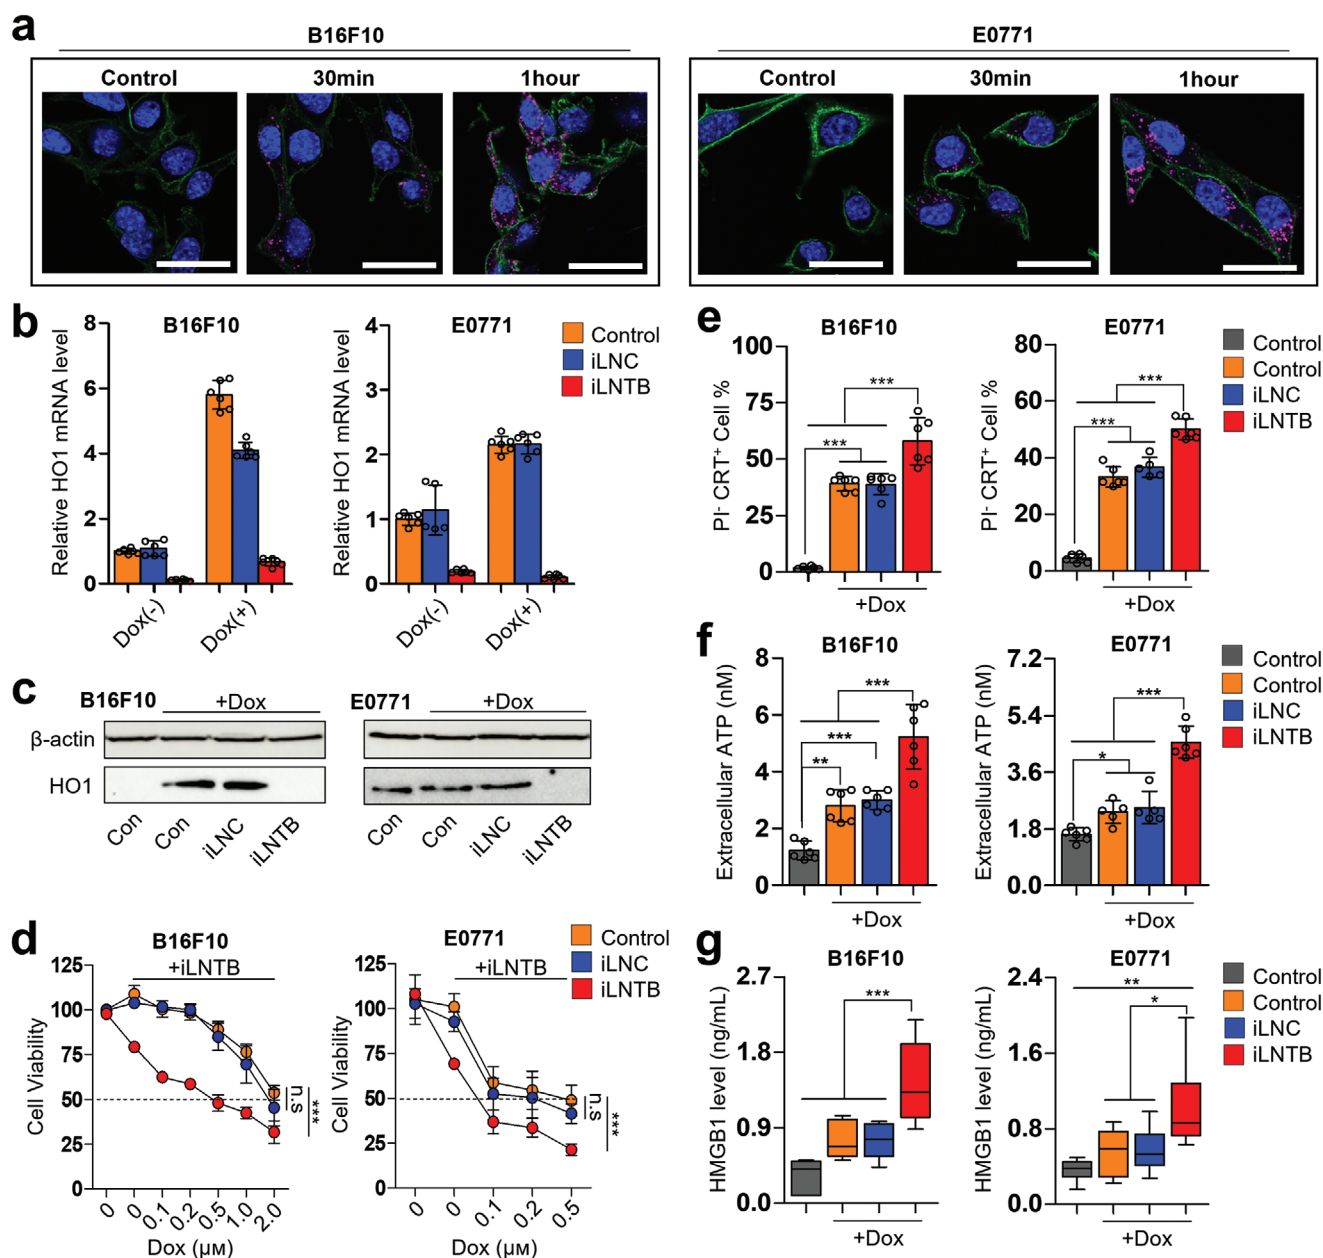 a
B16F10
E0771
Control
30min
1hour
Control
30min
1hour
b
B16F10
E0771
Relative HO1 mRNA level
8
6
4
2
0
Relative HO1 mRNA level
4
3
2
1
0
Control
iLNC
iLNTB
Dox(-)
Dox(+)
Dox(-)
Dox(+)
c
B16F10
+Dox
E0771
+Dox
β-actin
HO1
Con
Con
iLNC
iLNTB
Con
Con
iLNC
iLNTB
d
B16F10
+iLNTB
E0771
+iLNTB
Control
iLNC
iLNTB
Cell Viability
125
100
75
50
25
0
n.s
***
0
0
0.1
0.2
0.5
1.0
2.0
Dox (μM)
Cell Viability
125
100
75
50
25
0
n.s
***
0
0
0.1
0.2
0.5
Dox (μM)
e
B16F10
E0771
PI- CRT+ Cell %
100
75
50
25
0
***
***
+Dox
PI- CRT+ Cell %
80
60
40
20
0
***
***
+Dox
Control
Control
iLNC
iLNTB
f
B16F10
E0771
Extracellular ATP (nM)
8
6
4
2
0
***
***
**
+Dox
Extracellular ATP (nM)
7.2
5.4
3.6
1.8
0.0
***
*
+Dox
Control
Control
iLNC
iLNTB
g
B16F10
E0771
HMGB1 level (ng/mL)
2.7
1.8
0.9
0.0
***
+Dox
HMGB1 level (ng/mL)
2.4
1.6
0.8
0.0
**
*
+Dox
Control
Control
iLNC
iLNTB